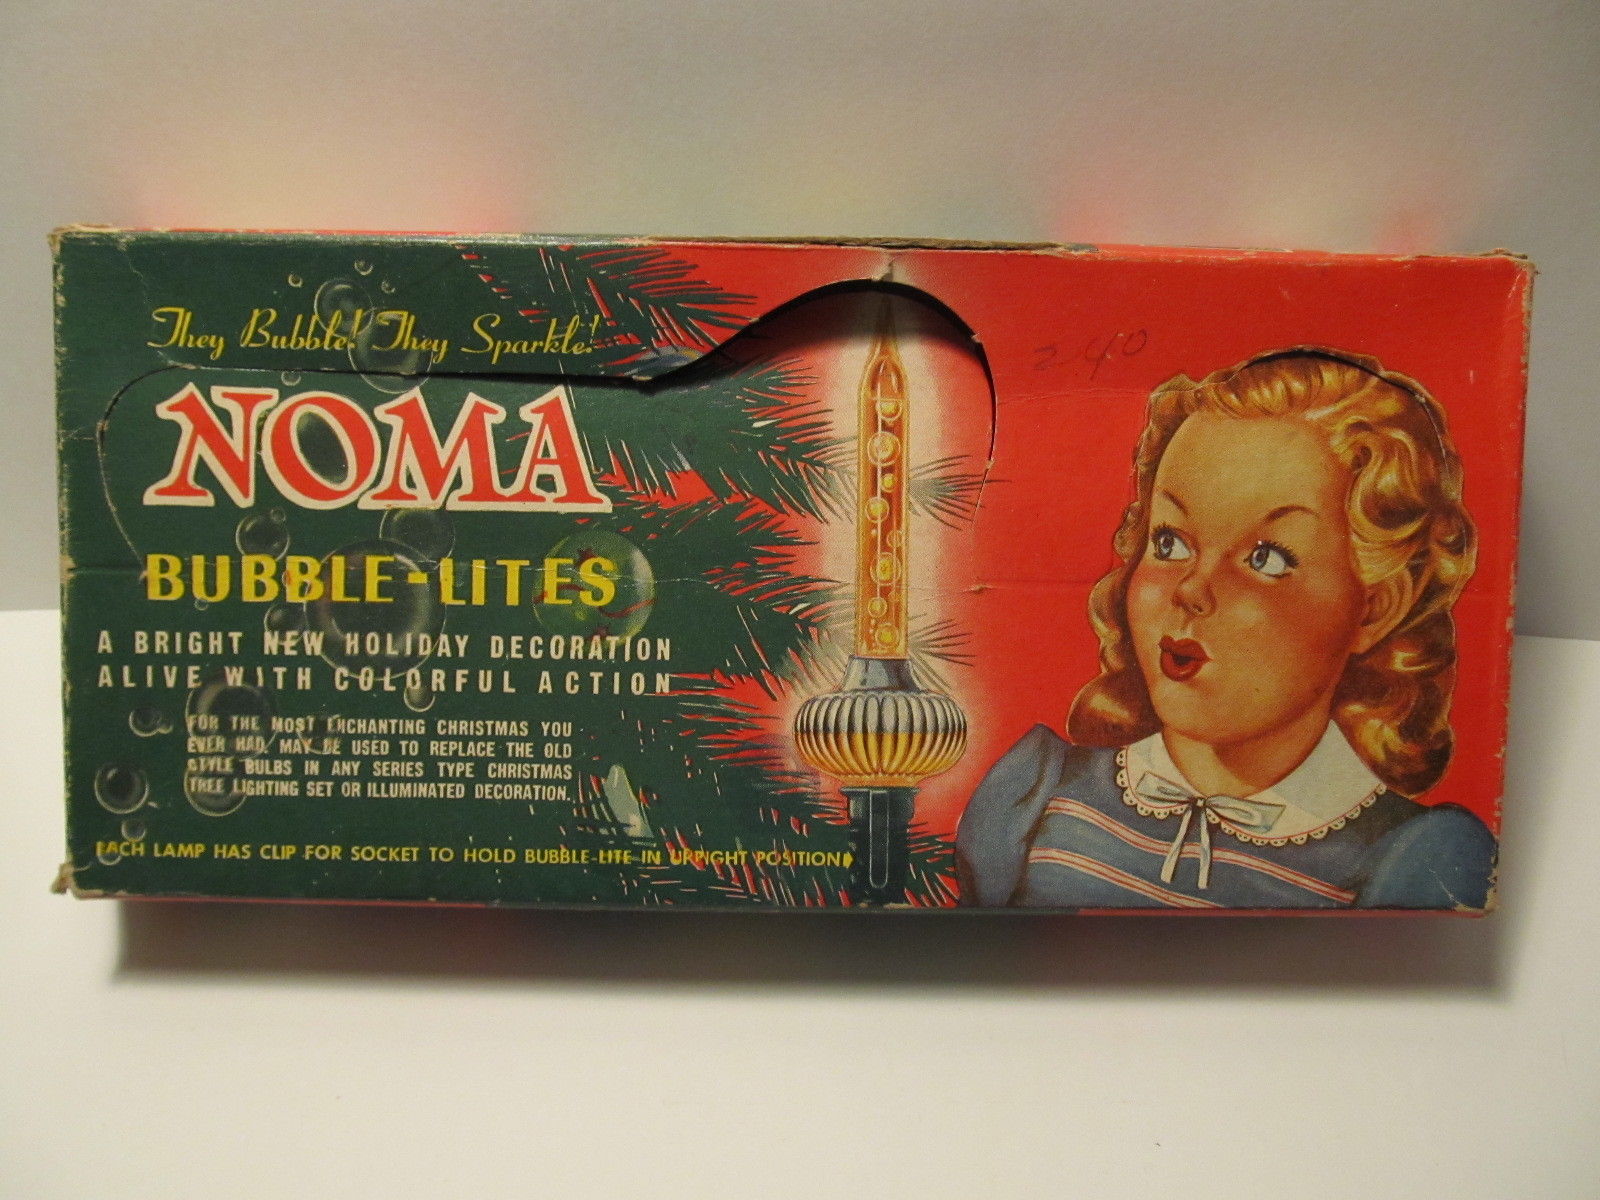 They Bubble! They Sparkle!
NOMA
BUBBLE-LITES
A BRIGHT NEW HOLIDAY DECORATION
ALIVE WITH COLORFUL ACTION
FOR THE MOST ENCHANTING CHRISTMAS YOU
EVER HAD, MAY BE USED TO REPLACE THE OLD
STYLE BULBS IN ANY SERIES TYPE CHRISTMAS
TREE LIGHTING SET OR ILLUMINATED DECORATION.
EACH LAMP HAS CLIP FOR SOCKET TO HOLD BUBBLE-LITE IN UPRIGHT POSITION
2 40